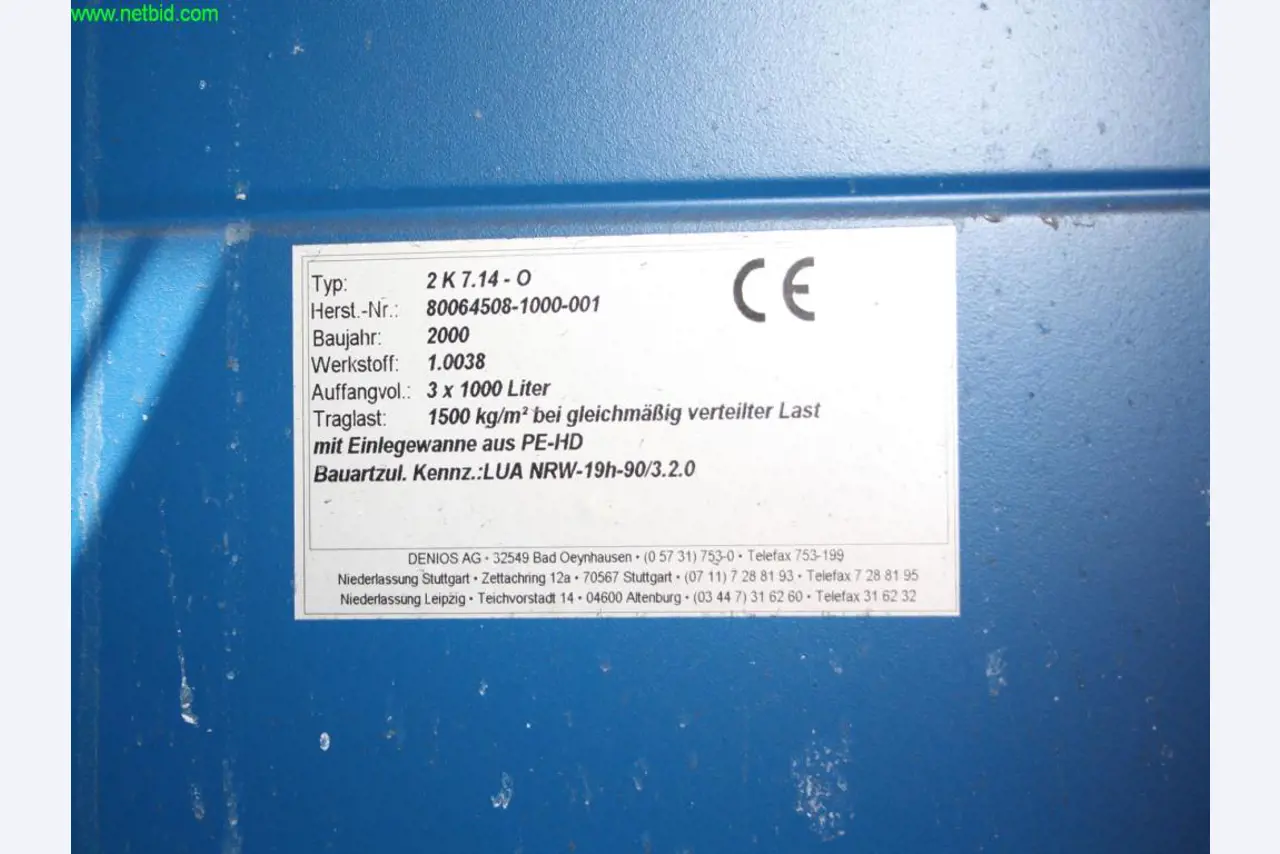 www.netbid.com
CE
Typ: 2 K 7.14 - O
Herst.-Nr.: 80064508-1000-001
Baujahr: 2000
Werkstoff: 1.0038
Auffangvol.: 3 x 1000 Liter
Traglast: 1500 kg/m² bei gleichmäßig verteilter Last
mit Einlegewanne aus PE-HD
Bauartzul. Kennz.:LUA NRW-19h-90/3.2.0
DENIOS AG • 32549 Bad Oeynhausen • (0 57 31) 753-0 • Telefax 753-199
Niederlassung Stuttgart • Zettachring 12a • 70567 Stuttgart • (07 11) 7 28 81 93 • Telefax 7 28 81 95
Niederlassung Leipzig • Teichvorstadt 14 • 04600 Altenburg • (03 44 7) 31 62 60 • Telefax 31 62 32